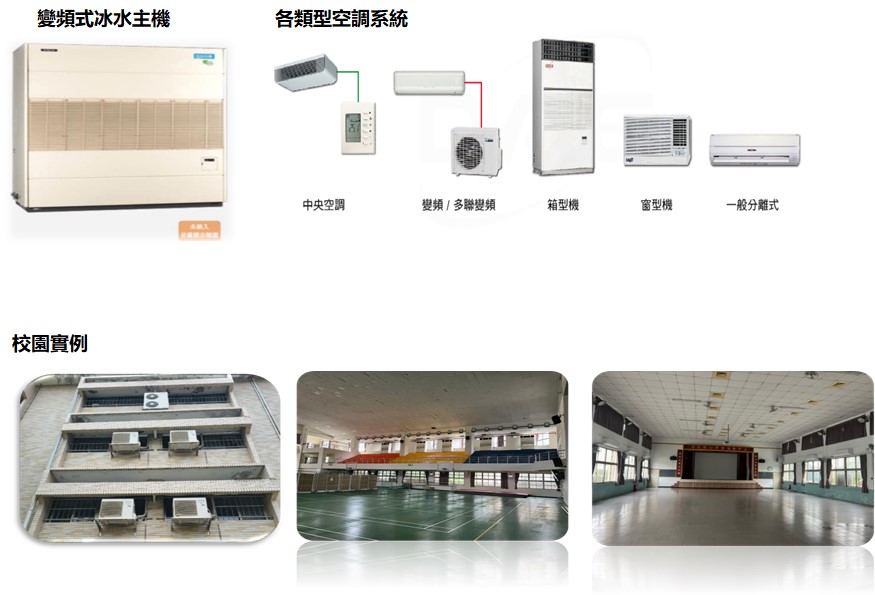 變頻式冰水主機
各類型空調系統
中央空調
變頻 / 多聯變頻
箱型機
窗型機
一般分離式
校園實例